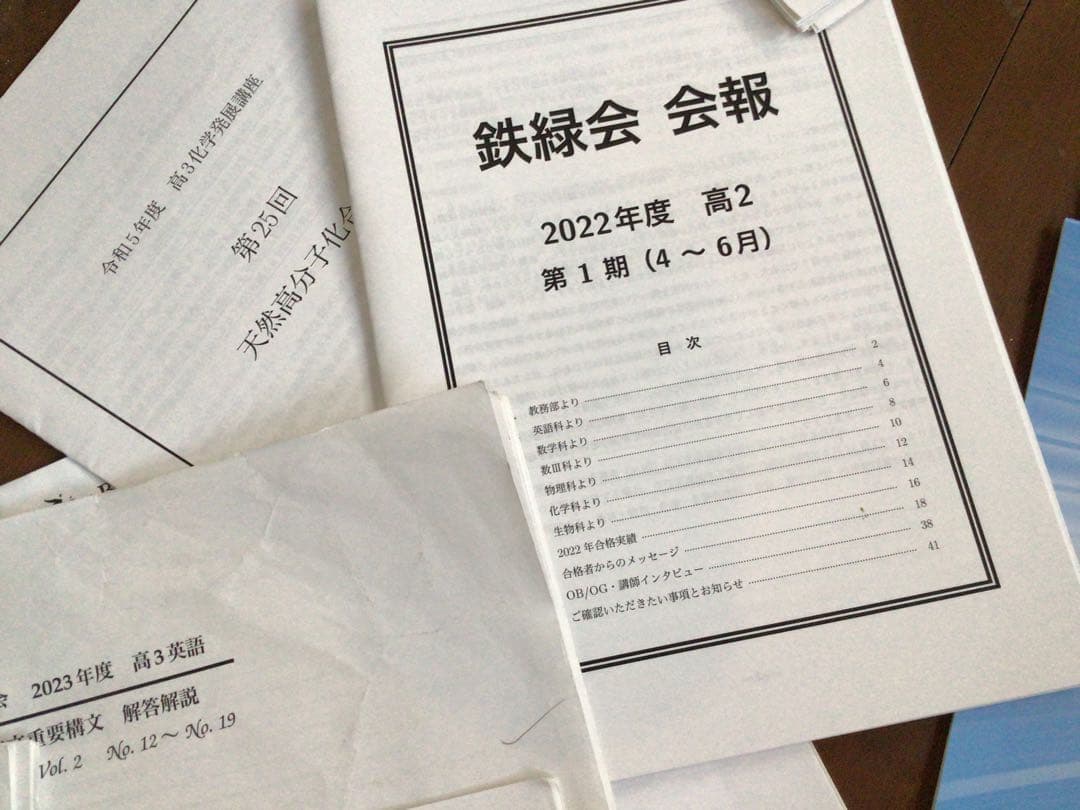 鉄緑会 会報
2022年度 高2
第1期(4～6月)
目次
教務部より 2
英語科より 4
数学科より 6
数III科より 8
物理科より 10
化学科より 12
生物科より 14
2022年合格実績 16
合格者からのメッセージ 18
OB/OG・講師インタビュー 38
ご確認いただきたい事項とお知らせ 41
令和5年度 高3化学発展講座
第25回
天然高分子化合
会 2023年度 高3英語
重要構文 解答解説
Vol. 2 No. 12～No. 19